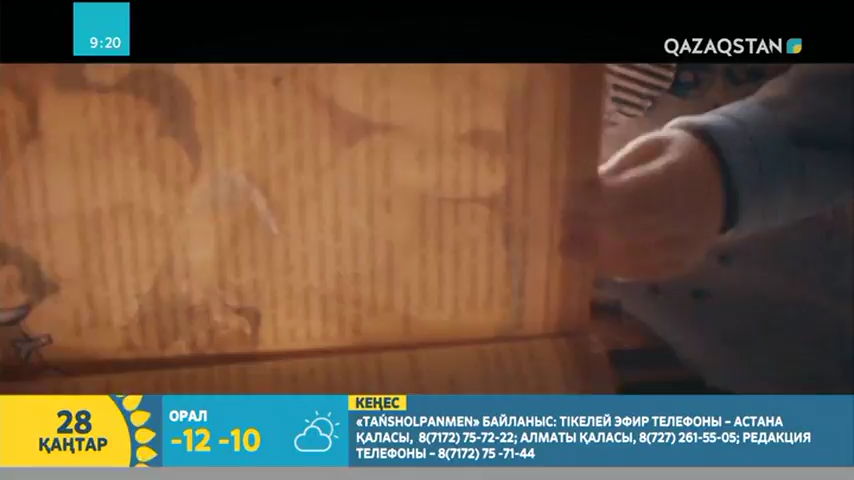 9:20
QAZAQSTAN
28
ҚАҢТАР
ОРАЛ
-12 -10
КЕҢЕС
«TAŃSHOLPANMEN» БАЙЛАНЫС: ТІКЕЛЕЙ ЭФИР ТЕЛЕФОНЫ – АСТАНА
ҚАЛАСЫ, 8(7172) 75-72-22; АЛМАТЫ ҚАЛАСЫ, 8(727) 261-55-05; РЕДАКЦИЯ
ТЕЛЕФОНЫ – 8(7172) 75 -71-44